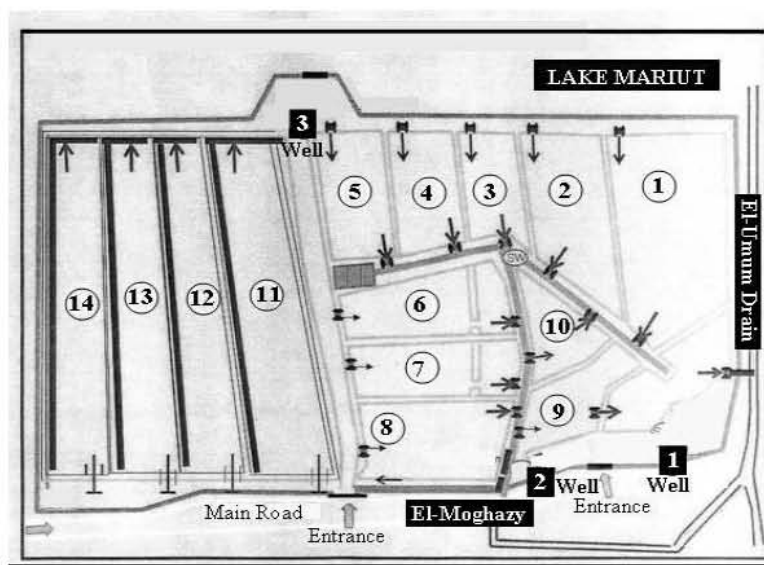 LAKE MARIUT
3
Well
5
4
3
2
1
El-Umum Drain
SW
14
13
12
11
6
10
7
9
8
1
Well
2
Well
Main Road
El-Moghazy
Entrance
Entrance